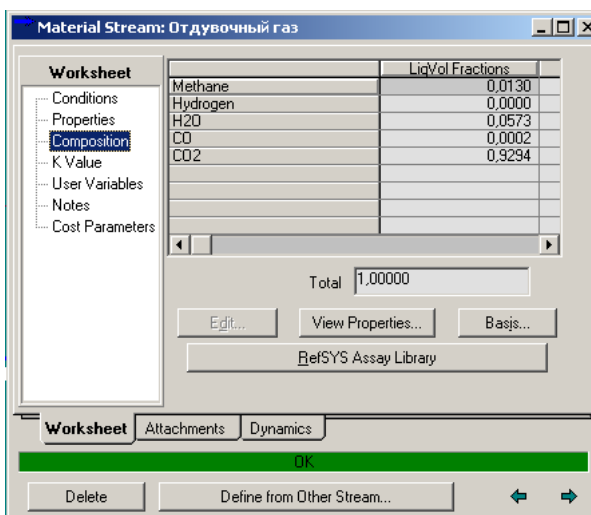 Material Stream: Отдувочный газ
Worksheet
Conditions
Properties
Composition
K Value
User Variables
Notes
Cost Parameters
LiqVol Fractions
Methane 0,0130
Hydrogen 0,0000
H2O 0,0573
CO 0,0002
CO2 0,9294
Total 1,00000
Edit... View Properties... Basis...
RefSYS Assay Library
Worksheet Attachments Dynamics
OK
Delete Define from Other Stream...